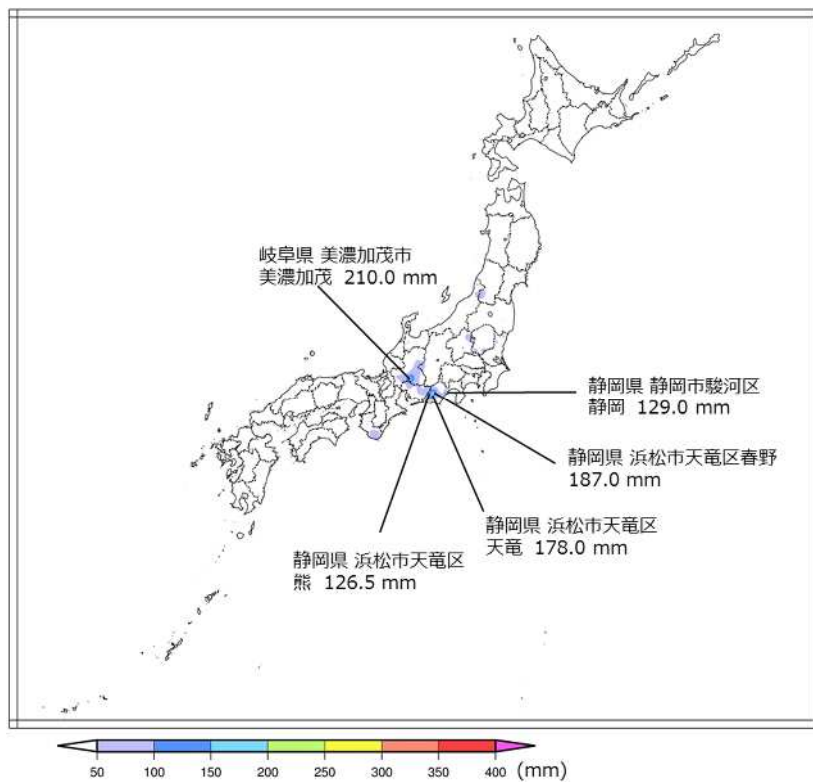 岐阜県 美濃加茂市
美濃加茂 210.0 mm
静岡県 静岡市駿河区
静岡 129.0 mm
静岡県 浜松市天竜区春野
187.0 mm
静岡県 浜松市天竜区
天竜 178.0 mm
静岡県 浜松市天竜区
熊 126.5 mm
50 100 150 200 250 300 350 400 (mm)